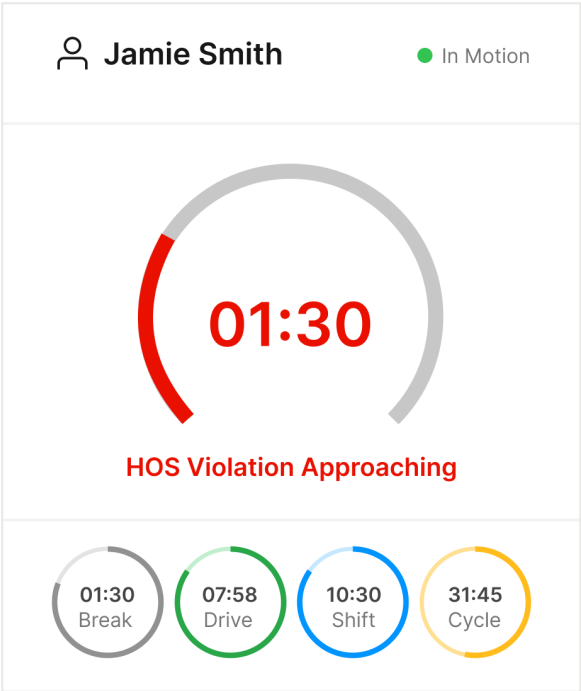 Jamie Smith
In Motion
01:30
HOS Violation Approaching
01:30
Break
07:58
Drive
10:30
Shift
31:45
Cycle